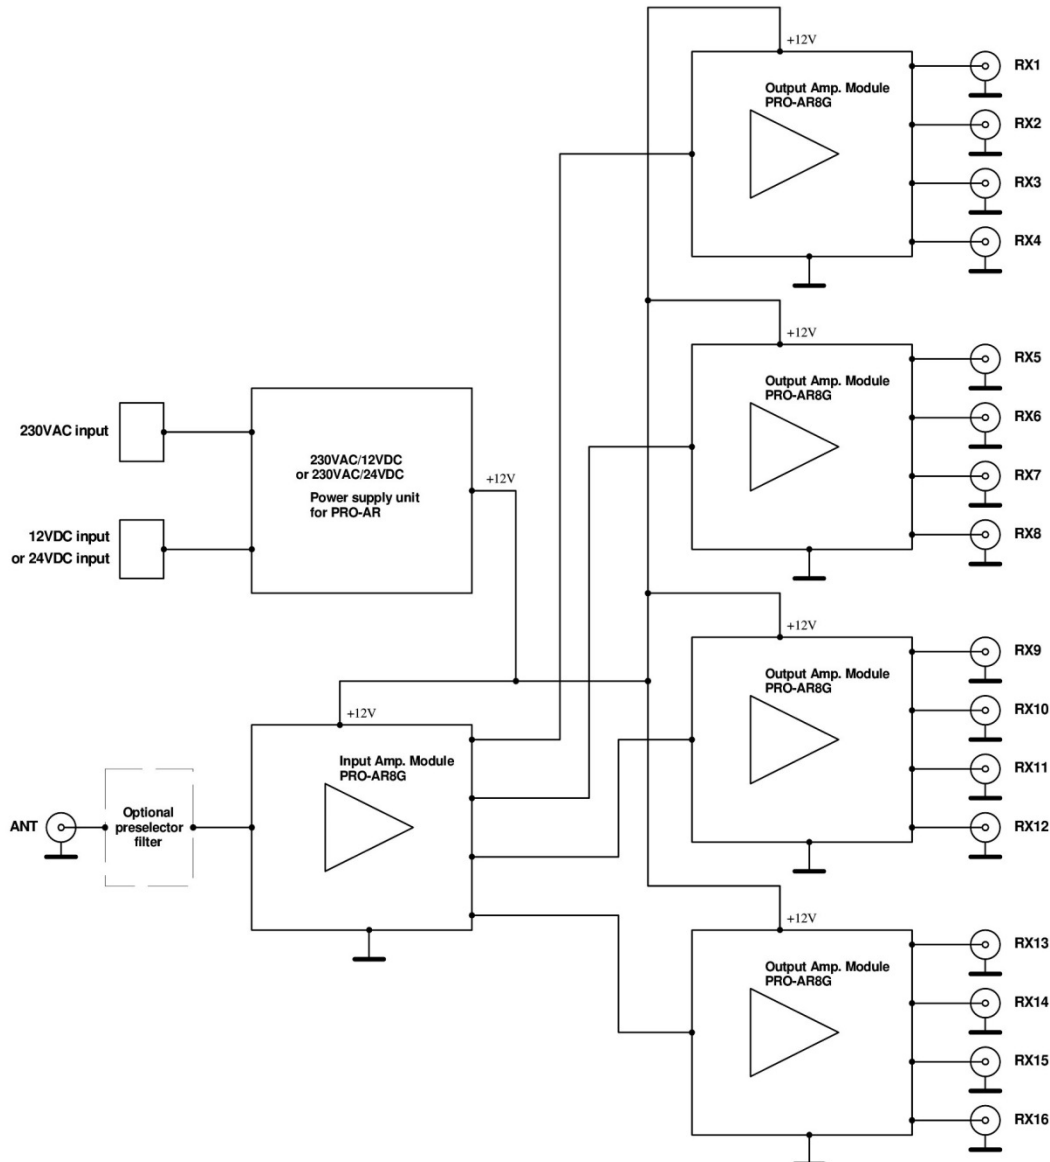 +12V
Output Amp. Module
PRO-AR8G
RX1
RX2
RX3
RX4
+12V
Output Amp. Module
PRO-AR8G
RX5
RX6
RX7
RX8
230VAC input
12VDC input
or 24VDC input
230VAC/12VDC
or 230VAC/24VDC
Power supply unit
for PRO-AR
+12V
+12V
Output Amp. Module
PRO-AR8G
RX9
RX10
RX11
RX12
ANT
Optional
preselector
filter
+12V
Input Amp. Module
PRO-AR8G
+12V
Output Amp. Module
PRO-AR8G
RX13
RX14
RX15
RX16